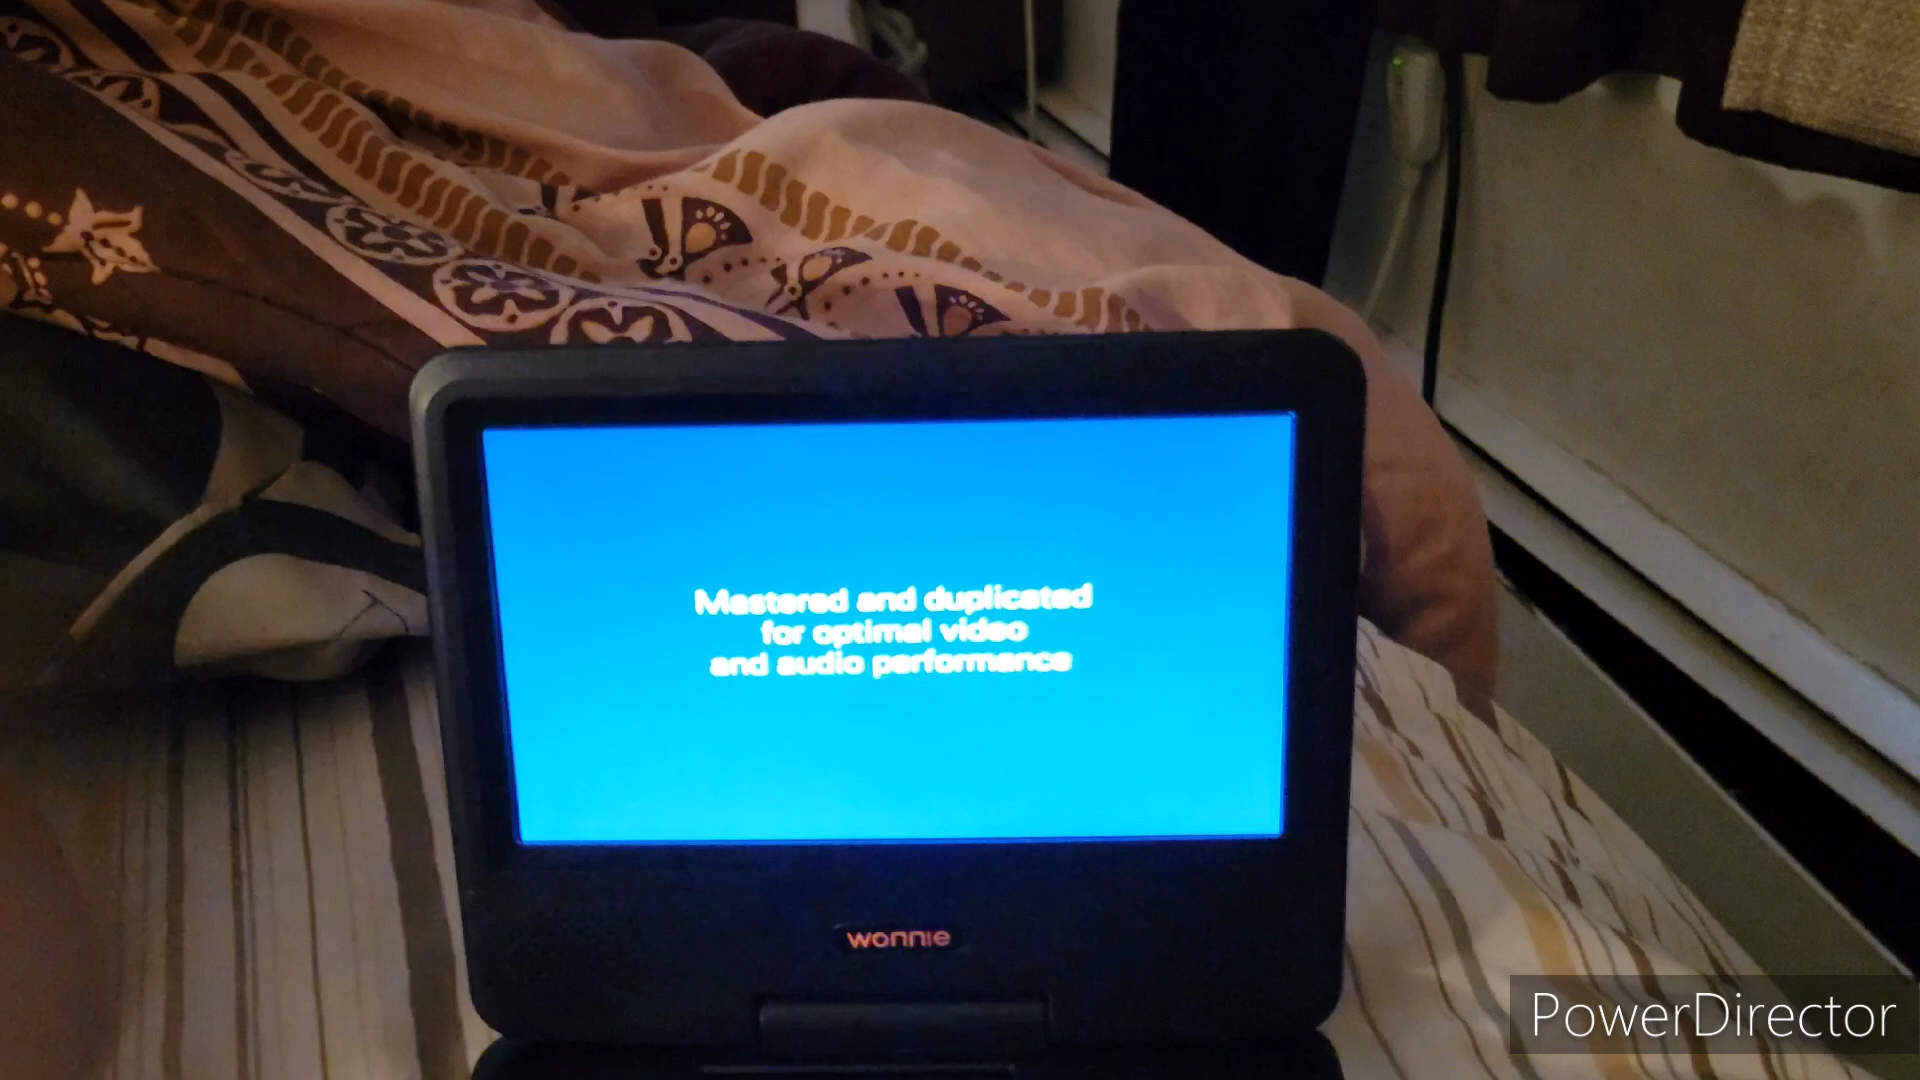 Mastered and duplicated
for optimal video
and audio performance
wonnie
PowerDirector